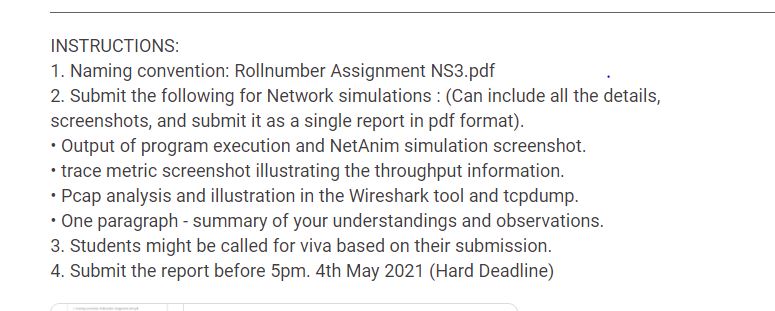 INSTRUCTIONS:
1. Naming convention: Rollnumber Assignment NS3.pdf
2. Submit the following for Network simulations : (Can include all the details,
screenshots, and submit it as a single report in pdf format).
• Output of program execution and NetAnim simulation screenshot.
• trace metric screenshot illustrating the throughput information.
• Pcap analysis and illustration in the Wireshark tool and tcpdump.
• One paragraph - summary of your understandings and observations.
3. Students might be called for viva based on their submission.
4. Submit the report before 5pm. 4th May 2021 (Hard Deadline)